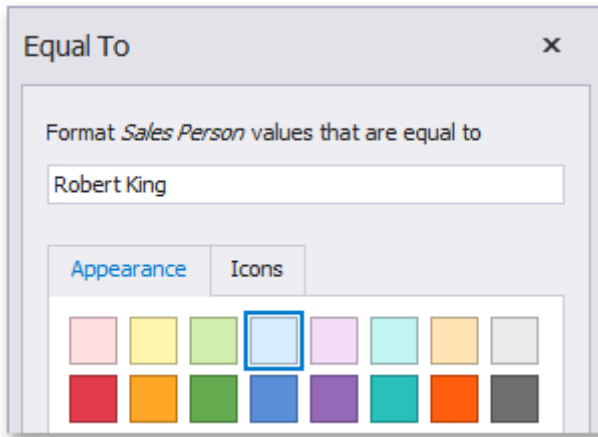 Equal To
Format Sales Person values that are equal to
Robert King
Appearance Icons